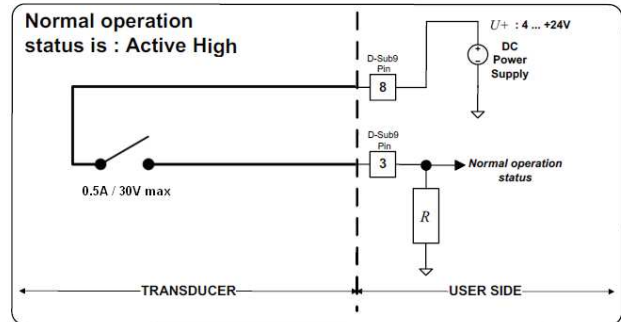 Normal operation
status is : Active High
U+ : 4 ... +24V
D-Sub9
Pin
8
DC
Power
Supply
D-Sub9
Pin
3
Normal operation
status
0.5A / 30V max
R
TRANSDUCER
USER SIDE